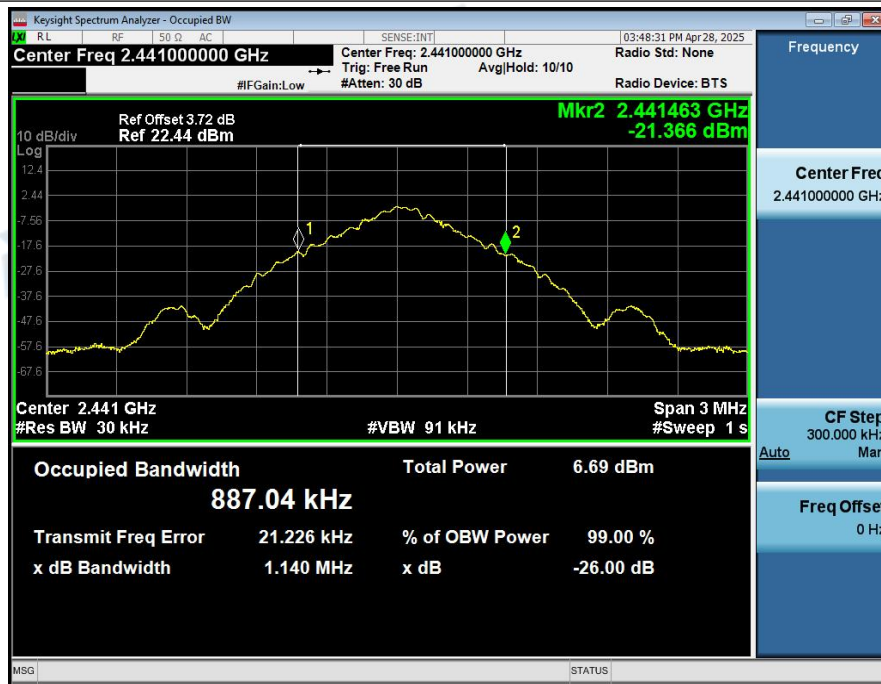 Keysight Spectrum Analyzer - Occupied BW
LXI RL RF 50 Ω AC SENSE:INT 03:48:31 PM Apr 28, 2025
Center Freq 2.441000000 GHz
Center Freq: 2.441000000 GHz Radio Std: None
Trig: Free Run Avg|Hold: 10/10
#IFGain:Low #Atten: 30 dB Radio Device: BTS
Mkr2 2.441463 GHz
-21.366 dBm
Ref Offset 3.72 dB
10 dB/div Ref 22.44 dBm
Log
12.4
2.44
-7.56
-17.6
-27.6
-37.6
-47.6
-57.6
-67.6
1
2
Center 2.441 GHz Span 3 MHz
#Res BW 30 kHz #VBW 91 kHz #Sweep 1 s
Occupied Bandwidth Total Power 6.69 dBm
887.04 kHz
Transmit Freq Error 21.226 kHz % of OBW Power 99.00 %
x dB Bandwidth 1.140 MHz x dB -26.00 dB
MSG STATUS
Frequency
Center Freq
2.441000000 GHz
CF Step
300.000 kHz
Auto Man
Freq Offset
0 Hz